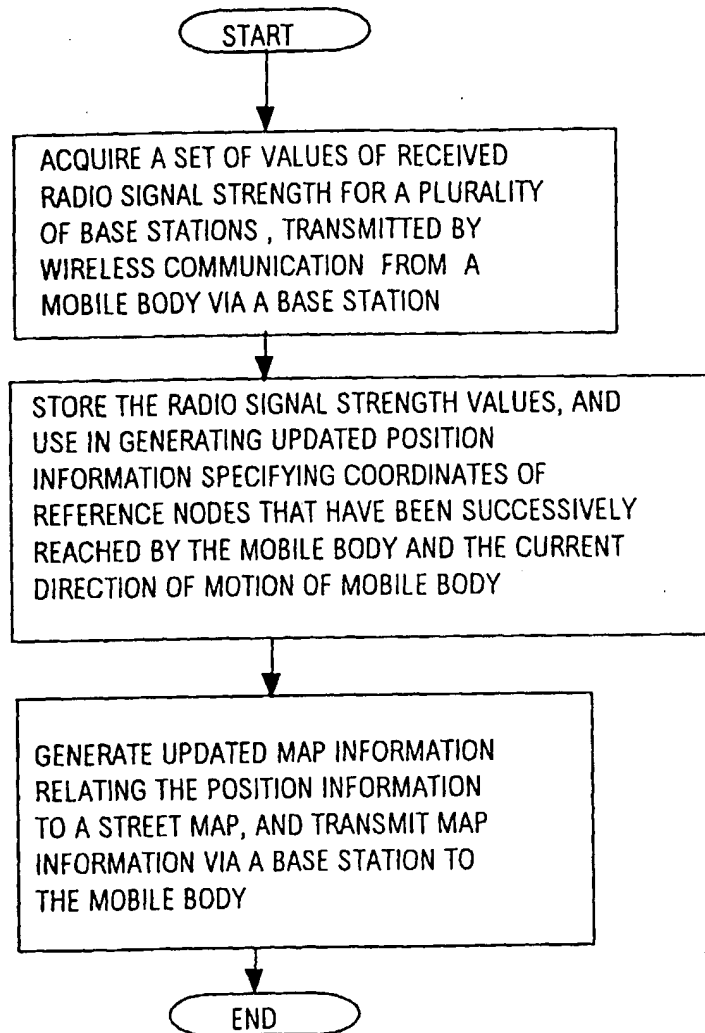 START
ACQUIRE A SET OF VALUES OF RECEIVED
RADIO SIGNAL STRENGTH FOR A PLURALITY
OF BASE STATIONS , TRANSMITTED BY
WIRELESS COMMUNICATION FROM A
MOBILE BODY VIA A BASE STATION
STORE THE RADIO SIGNAL STRENGTH VALUES, AND
USE IN GENERATING UPDATED POSITION
INFORMATION SPECIFYING COORDINATES OF
REFERENCE NODES THAT HAVE BEEN SUCCESSIVELY
REACHED BY THE MOBILE BODY AND THE CURRENT
DIRECTION OF MOTION OF MOBILE BODY
GENERATE UPDATED MAP INFORMATION
RELATING THE POSITION INFORMATION
TO A STREET MAP, AND TRANSMIT MAP
INFORMATION VIA A BASE STATION TO
THE MOBILE BODY
END